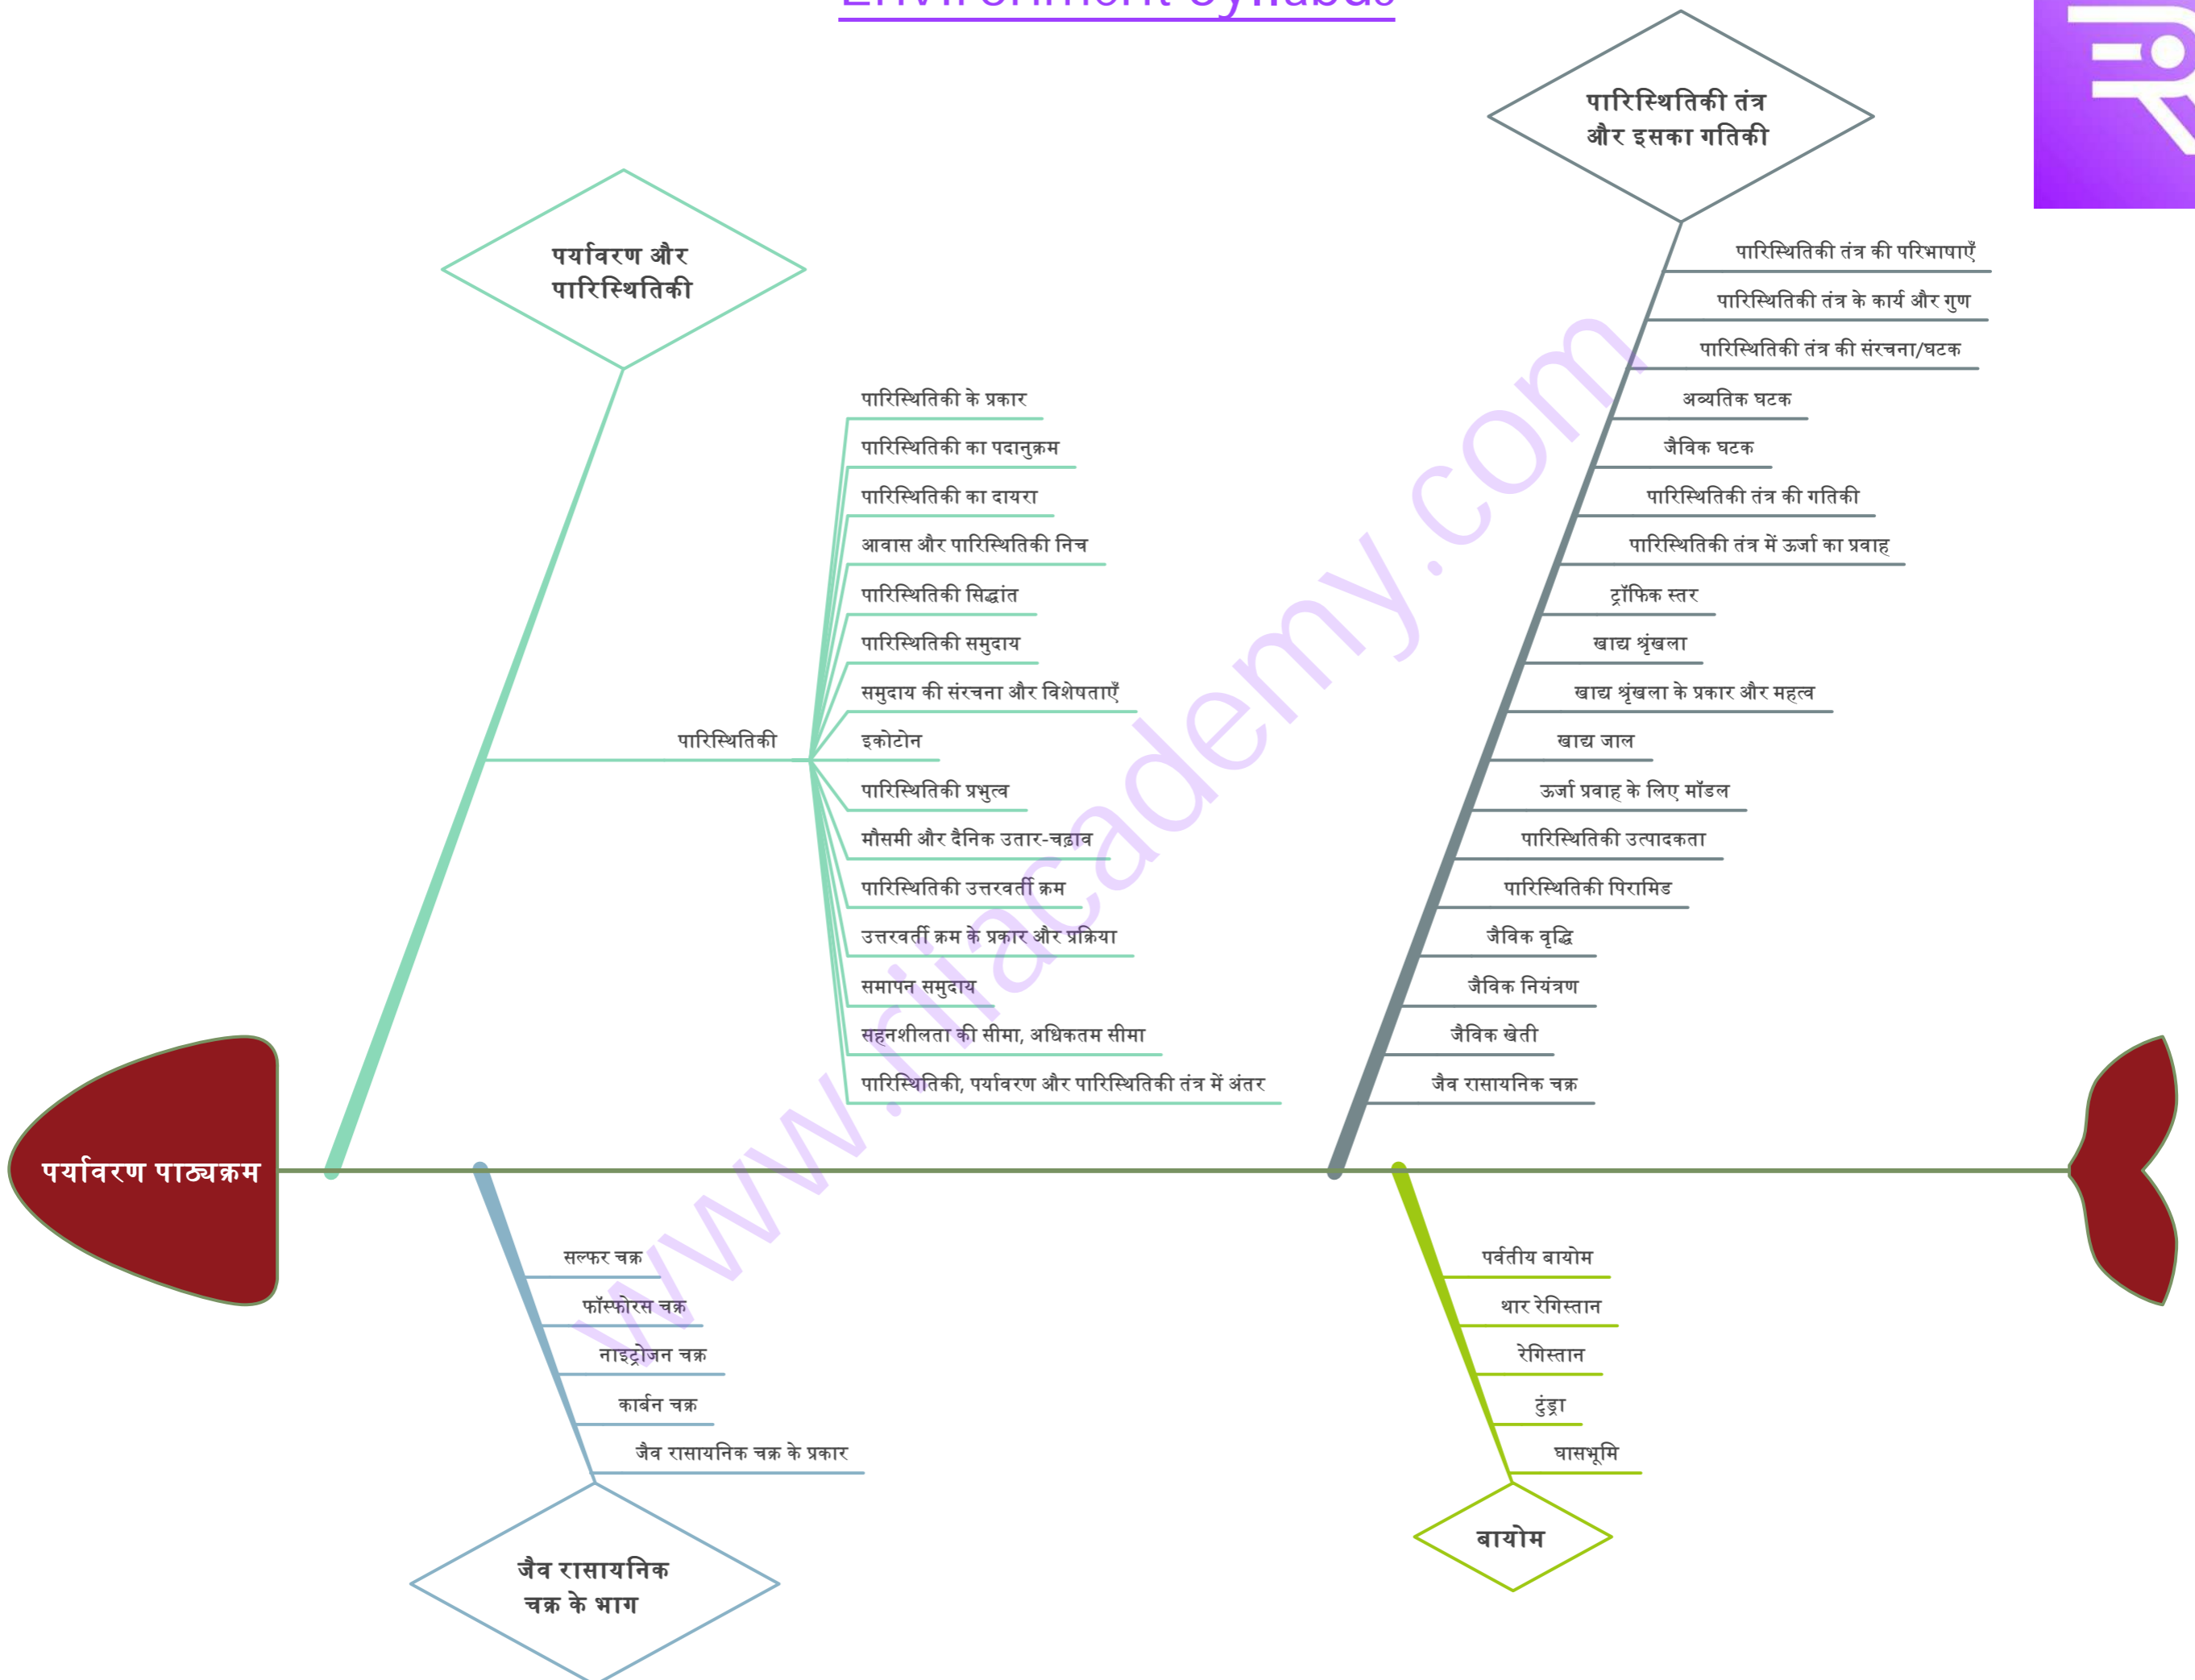 Environment Syllabus
पारिस्थितिकी तंत्र
और इसका गतिकी
पर्यावरण और
पारिस्थितिकी
पारिस्थितिकी तंत्र की परिभाषाएँ
पारिस्थितिकी तंत्र के कार्य और गुण
पारिस्थितिकी तंत्र की संरचना/घटक
अव्यतिक घटक
जैविक घटक
पारिस्थितिकी तंत्र की गतिकी
पारिस्थितिकी तंत्र में ऊर्जा का प्रवाह
ट्रॉफिक स्तर
खाद्य श्रृंखला
खाद्य श्रृंखला के प्रकार और महत्व
खाद्य जाल
ऊर्जा प्रवाह के लिए मॉडल
पारिस्थितिकी उत्पादकता
पारिस्थितिकी पिरामिड
जैविक वृद्धि
जैविक नियंत्रण
जैविक खेती
जैव रासायनिक चक्र
पारिस्थितिकी
पारिस्थितिकी के प्रकार
पारिस्थितिकी का पदानुक्रम
पारिस्थितिकी का दायरा
आवास और पारिस्थितिकी निच
पारिस्थितिकी सिद्धांत
पारिस्थितिकी समुदाय
समुदाय की संरचना और विशेषताएँ
इकोटोन
पारिस्थितिकी प्रभुत्व
मौसमी और दैनिक उतार-चढ़ाव
पारिस्थितिकी उत्तरवर्ती क्रम
उत्तरवर्ती क्रम के प्रकार और प्रक्रिया
समापन समुदाय
सहनशीलता की सीमा, अधिकतम सीमा
पारिस्थितिकी, पर्यावरण और पारिस्थितिकी तंत्र में अंतर
पर्यावरण पाठ्यक्रम
सल्फर चक्र
फॉस्फोरस चक्र
नाइट्रोजन चक्र
कार्बन चक्र
जैव रासायनिक चक्र के प्रकार
जैव रासायनिक
चक्र के भाग
पर्वतीय बायोम
थार रेगिस्तान
रेगिस्तान
टुंड्रा
घासभूमि
बायोम
www.rjiacademy.com